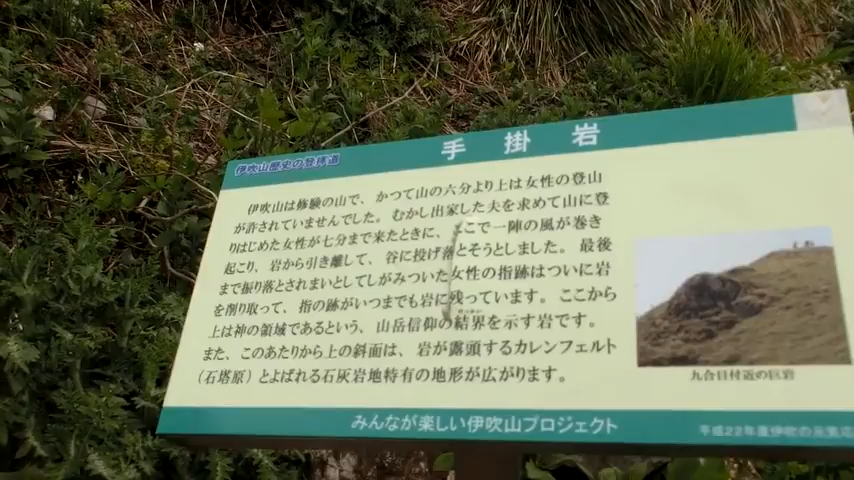 伊吹山歴史の登拝道
手掛岩
伊吹山は修験の山で、かつて山の六分より上は女性の登山
が許されていませんでした。むかし出家した夫を求めて山に登
りはじめた女性が七分まで来たときに、そこで一陣の風が巻き
起こり、岩から引き離して、谷に投げ落とそうとしました。最後
まで振り落とされまいとしてしがみついた女性の指跡はついに岩
を削り取って、指の跡がいつまでも岩に残っています。ここから
上は神の領域であるという、山岳信仰の結界を示す岩です。
また、このあたりから上の斜面は、岩が露頭するカレンフェルト
（石塔原）とよばれる石灰岩地特有の地形が広がります。
九合目付近の巨岩
みんなが楽しい伊吹山プロジェクト
平成22年度伊吹の